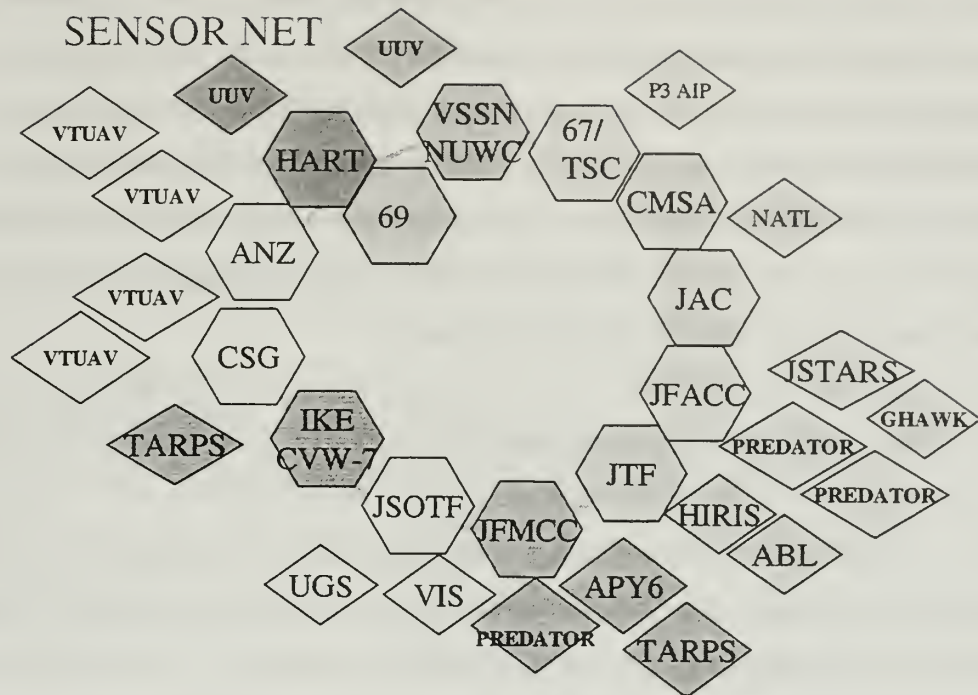 SENSOR NET
UUV
UUV
P3 AIP
VTUAV
VSSN
NUWC
67/
TSC
HART
VTUAV
CMSA
69
NATL
ANZ
VTUAV
JAC
VTUAV
CSG
JSTARS
JFACC
GHAWK
TARPS
IKE
CVW-7
PREDATOR
JTF
PREDATOR
JSOTF
JFMCC
HIRIS
ABL
UGS
VIS
APY6
PREDATOR
TARPS